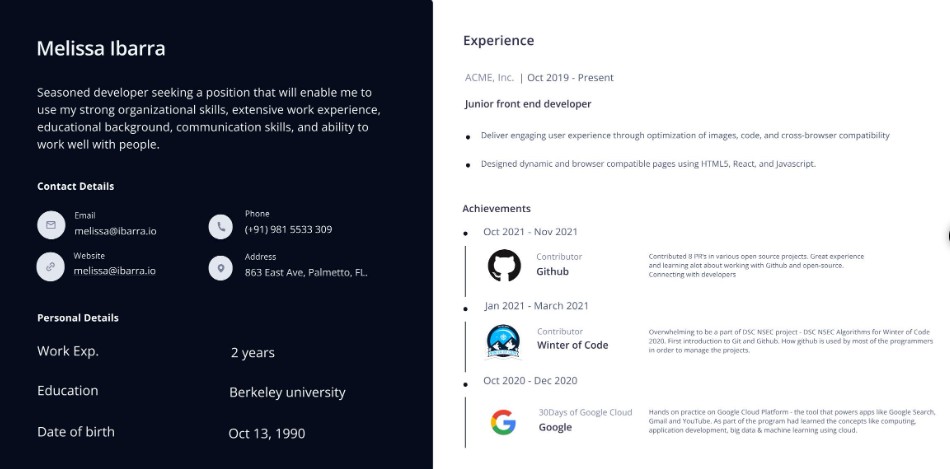 Melissa Ibarra
Seasoned developer seeking a position that will enable me to
use my strong organizational skills, extensive work experience,
educational background, communication skills, and ability to
work well with people.
Contact Details
Email
melissa@ibarra.io
Phone
(+91) 981 5533 309
Website
melissa@ibarra.io
Address
863 East Ave, Palmetto, FL.
Personal Details
Work Exp.
2 years
Education
Berkeley university
Date of birth
Oct 13, 1990
Experience
ACME, Inc. | Oct 2019 - Present
Junior front end developer
Deliver engaging user experience through optimization of images, code, and cross-browser compatibility
Designed dynamic and browser compatible pages using HTML5, React, and Javascript.
Achievements
Oct 2021 - Nov 2021
Contributor
Github
Contributed 8 PR's in various open source projects. Great experience
and learning alot about working with Github and open-source.
Connecting with developers
Jan 2021 - March 2021
Contributor
Winter of Code
Overwhelming to be a part of DSC NSEC project - DSC NSEC Algorithms for Winter of Code
2020. First introduction to Git and Github. How github is used by most of the programmers
in order to manage the projects.
Oct 2020 - Dec 2020
30Days of Google Cloud
Google
Hands on practice on Google Cloud Platform - the tool that powers apps like Google Search,
Gmail and YouTube. As part of the program had learned the concepts like computing,
application development, big data & machine learning using cloud.